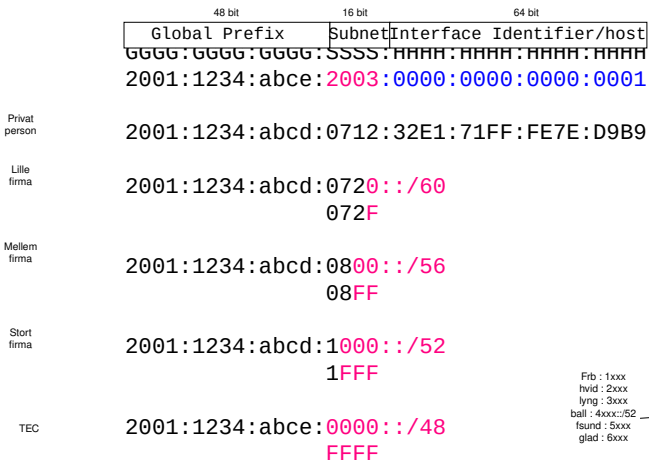 48 bit 16 bit 64 bit
Global Prefix Subnet Interface Identifier/host
GGGG:GGGG:GGGG:SSSS:HHHH:HHHH:HHHH:HHHH
2001:1234:abce:2003:0000:0000:0000:0001
Privat
person
2001:1234:abcd:0712:32E1:71FF:FE7E:D9B9
Lille
firma
2001:1234:abcd:0720::/60
072F
Mellem
firma
2001:1234:abcd:0800::/56
08FF
Stort
firma
2001:1234:abcd:1000::/52
1FFF
Frb : 1xxx
hvid : 2xxx
lyng : 3xxx
ball : 4xxx::/52
fsund : 5xxx
glad : 6xxx
TEC
2001:1234:abce:0000::/48
FFFF